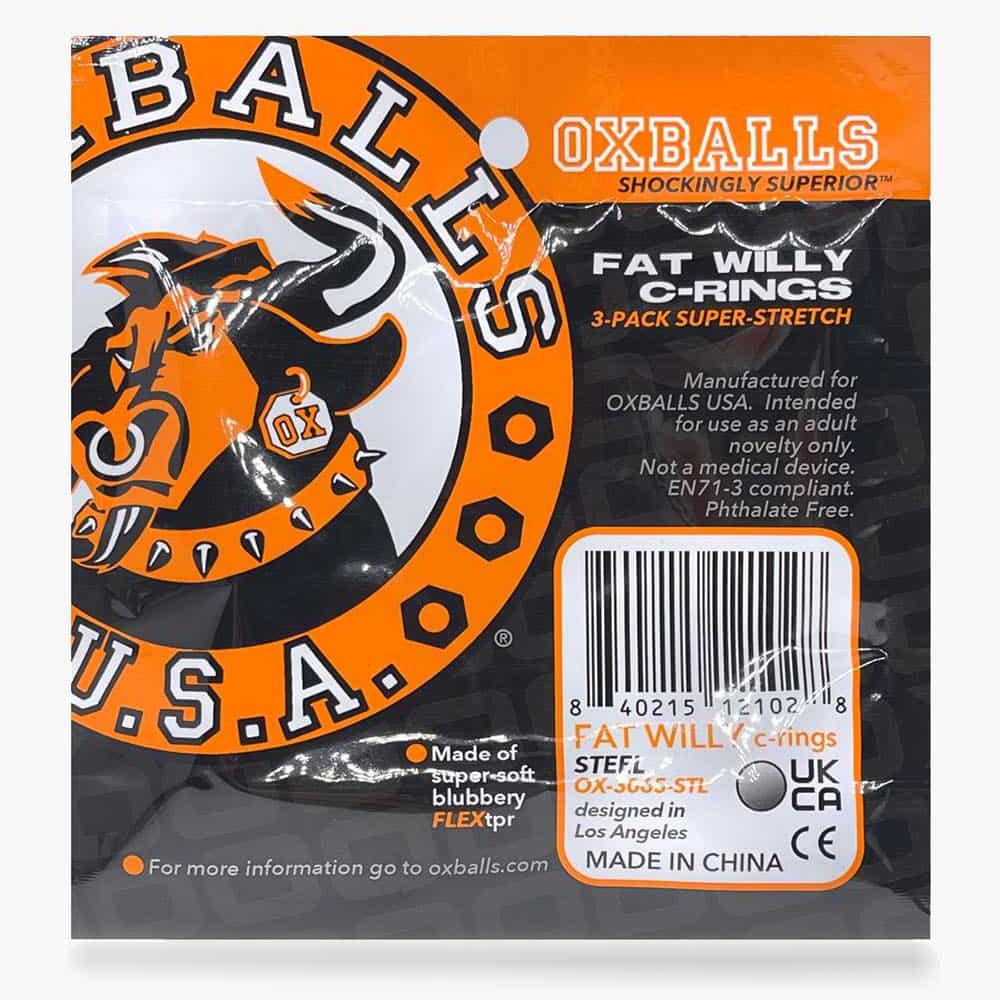 XBALLS
U.S.A.
OX
®
OXBALLS
SHOCKINGLY SUPERIOR™
FAT WILLY
C-RINGS
3-PACK SUPER-STRETCH
Manufactured for
OXBALLS USA. Intended
for use as an adult
novelty only.
Not a medical device.
EN71-3 compliant.
Phthalate Free.
8 40215 12102 8
FAT WILLY c-rings
STEEL
designed in
Los Angeles
MADE IN CHINA
UK
CA
CE
Made of
super-soft
blubbery
FLEXtpr
For more information go to oxballs.com